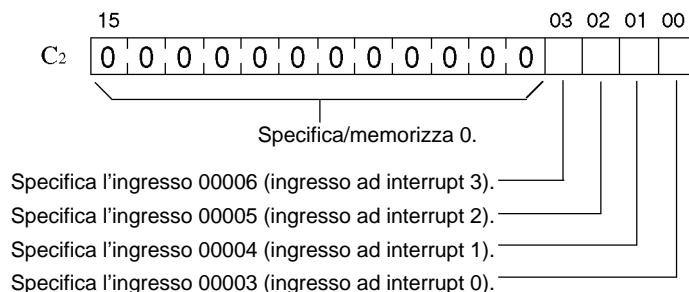 15 03 02 01 00
C2 0 0 0 0 0 0 0 0 0 0 0 0
Specifica/memorizza 0.
Specifica l'ingresso 00006 (ingresso ad interrupt 3).
Specifica l'ingresso 00005 (ingresso ad interrupt 2).
Specifica l'ingresso 00004 (ingresso ad interrupt 1).
Specifica l'ingresso 00003 (ingresso ad interrupt 0).